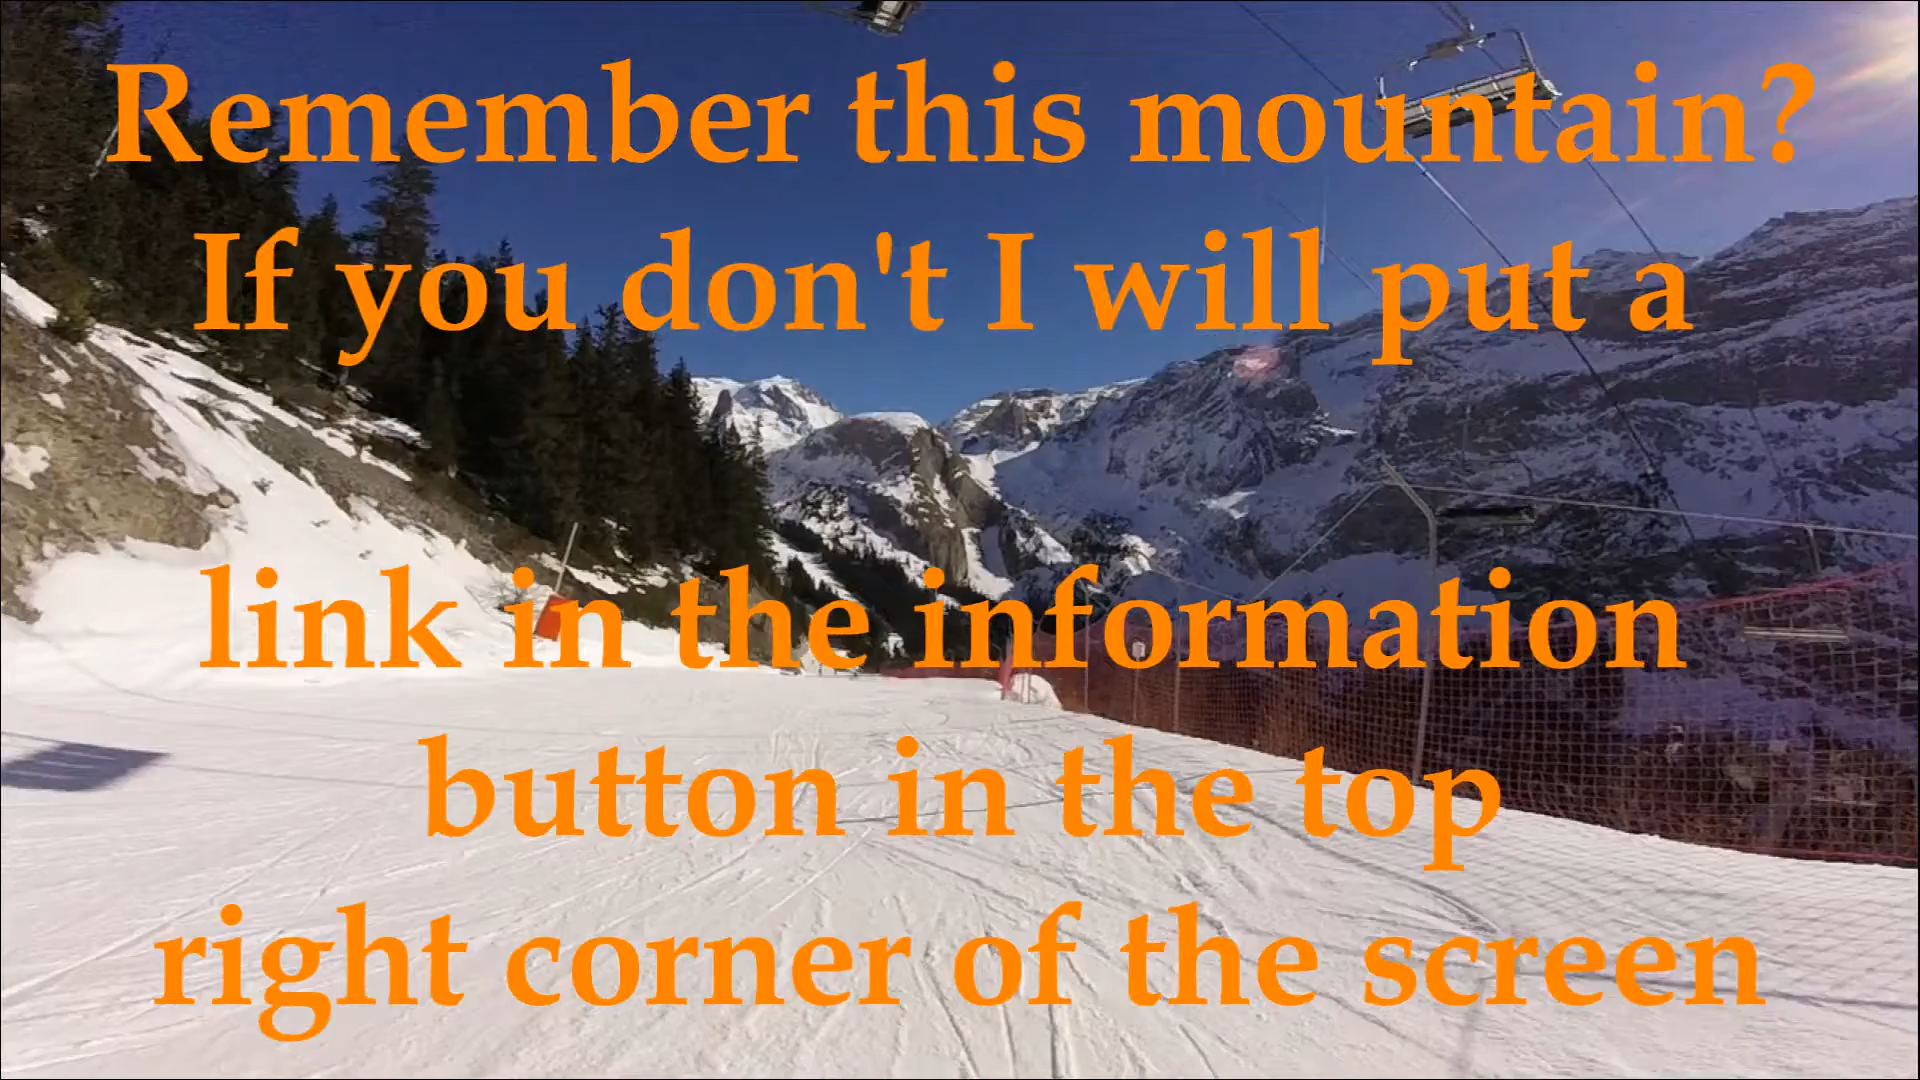 Remember this mountain?
If you don't I will put a
link in the information
button in the top
right corner of the screen